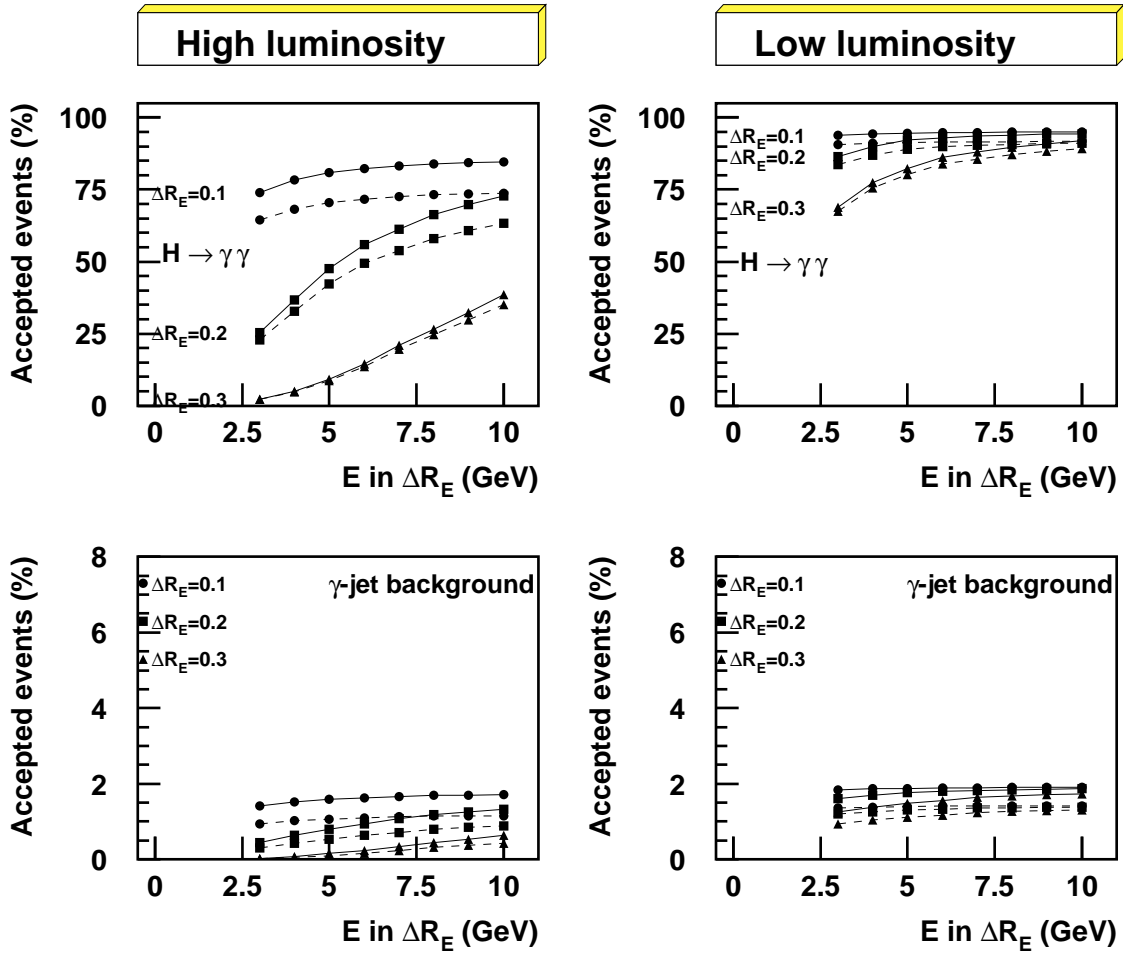 High luminosity
Low luminosity
Accepted events (%)
100
75
50
25
0
ΔR_E=0.1
H → γ γ
ΔR_E=0.2
ΔR_E=0.3
0 2.5 5 7.5 10
E in ΔR_E (GeV)
Accepted events (%)
100
75
50
25
0
ΔR_E=0.1
ΔR_E=0.2
ΔR_E=0.3
H → γ γ
0 2.5 5 7.5 10
E in ΔR_E (GeV)
Accepted events (%)
8
6
4
2
0
ΔR_E=0.1
ΔR_E=0.2
ΔR_E=0.3
γ-jet background
0 2.5 5 7.5 10
E in ΔR_E (GeV)
Accepted events (%)
8
6
4
2
0
ΔR_E=0.1
ΔR_E=0.2
ΔR_E=0.3
γ-jet background
0 2.5 5 7.5 10
E in ΔR_E (GeV)